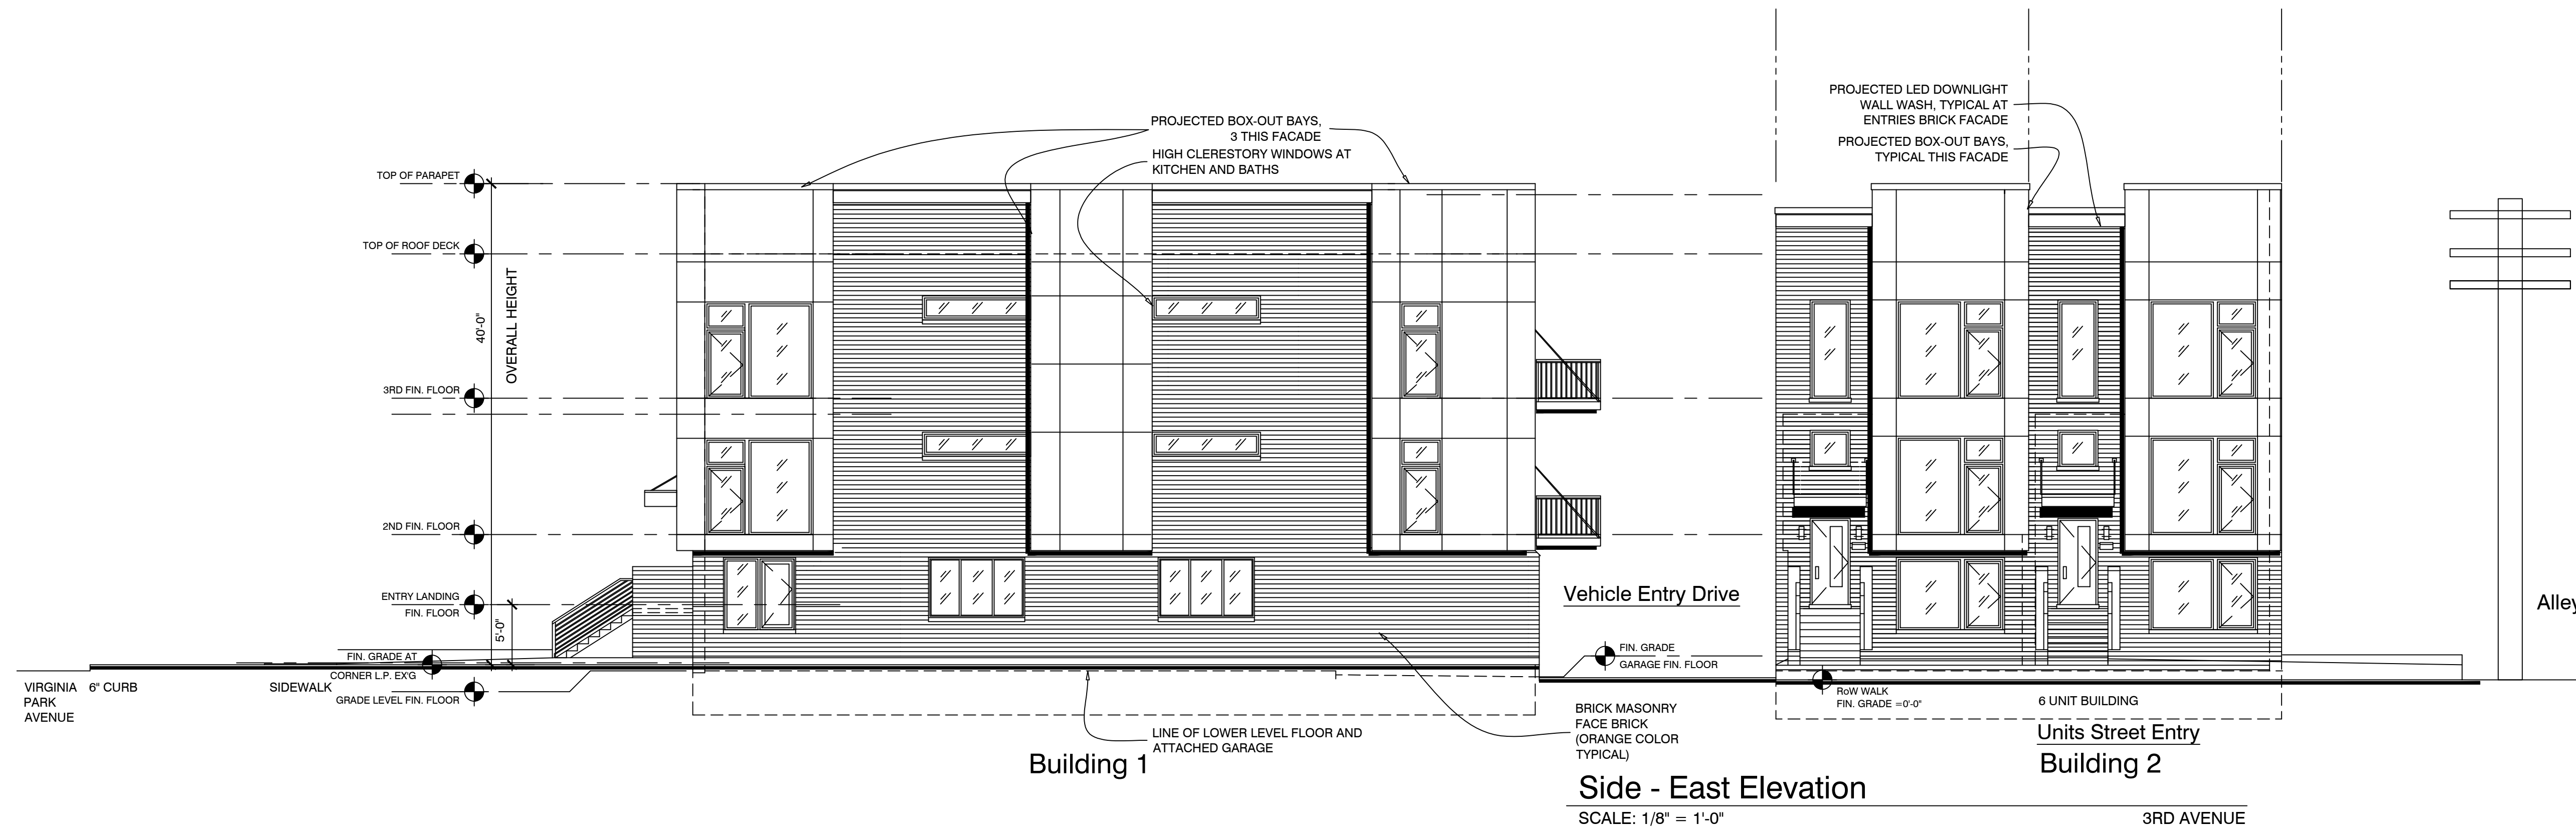 PROJECTED LED DOWNLIGHT
WALL WASH, TYPICAL AT
ENTRIES BRICK FACADE
PROJECTED BOX-OUT BAYS,
TYPICAL THIS FACADE
PROJECTED BOX-OUT BAYS,
3 THIS FACADE
HIGH CLERESTORY WINDOWS AT
KITCHEN AND BATHS
TOP OF PARAPET
TOP OF ROOF DECK
40'-0"
OVERALL HEIGHT
3RD FIN. FLOOR
2ND FIN. FLOOR
ENTRY LANDING
FIN. FLOOR
5'-0"
FIN. GRADE AT
CORNER L.P. EX'G
GRADE LEVEL FIN. FLOOR
VIRGINIA
PARK
AVENUE
6" CURB
SIDEWALK
Vehicle Entry Drive
FIN. GRADE
GARAGE FIN. FLOOR
RoW WALK
FIN. GRADE =0'-0"
6 UNIT BUILDING
Alley
BRICK MASONRY
FACE BRICK
(ORANGE COLOR
TYPICAL)
LINE OF LOWER LEVEL FLOOR AND
ATTACHED GARAGE
Building 1
Units Street Entry
Building 2
Side - East Elevation
SCALE: 1/8" = 1'-0"
3RD AVENUE